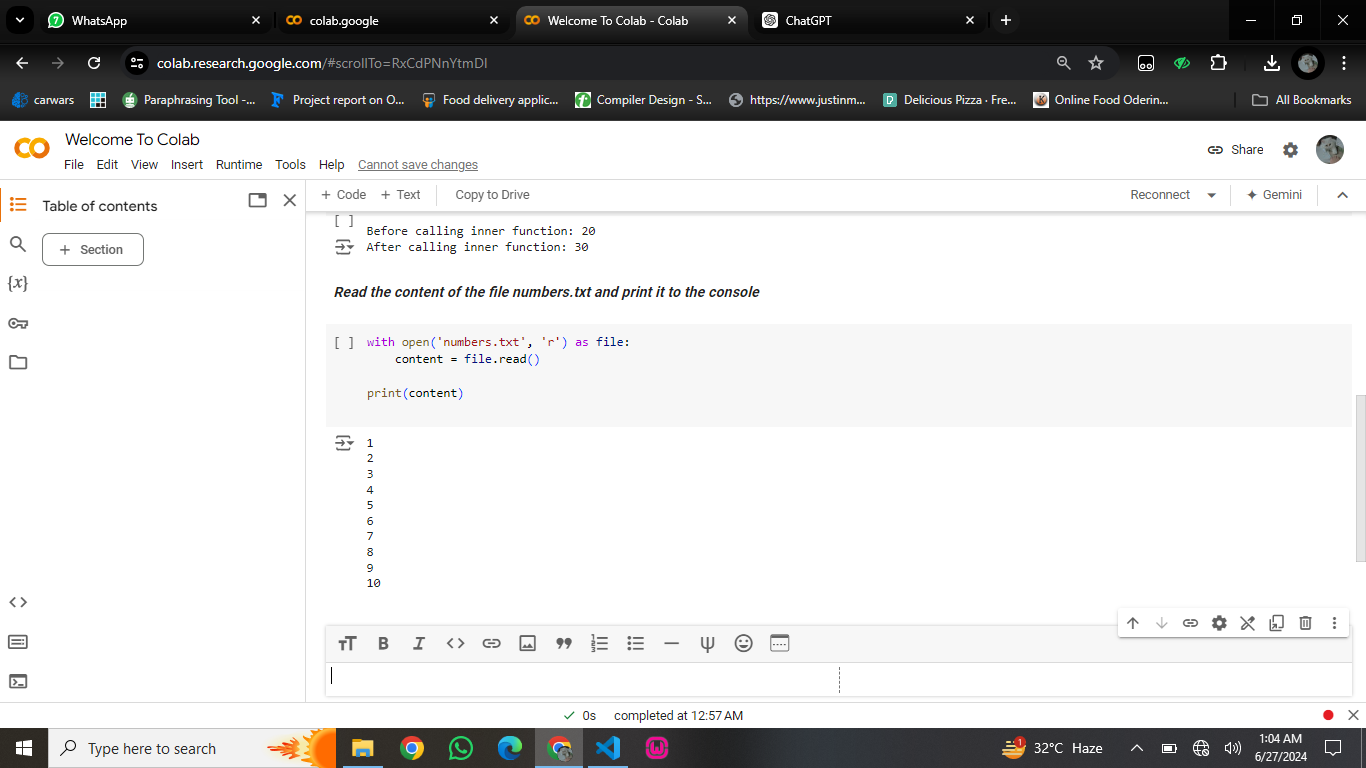 WhatsApp
colab.google
Welcome To Colab - Colab
ChatGPT
colab.research.google.com/#scrollTo=RxCdPNnYtmDI
carwars
Paraphrasing Tool -...
Project report on O...
Food delivery applic...
Compiler Design - S...
https://www.justinm...
Delicious Pizza · Fre...
Online Food Oderin...
All Bookmarks
Welcome To Colab
File Edit View Insert Runtime Tools Help Cannot save changes
Share
Table of contents
+ Section
+ Code + Text Copy to Drive
Reconnect
Gemini
[ ]
Before calling inner function: 20
After calling inner function: 30
Read the content of the file numbers.txt and print it to the console
[ ] with open('numbers.txt', 'r') as file:
content = file.read()
print(content)
1
2
3
4
5
6
7
8
9
10
{x}
TT B I <>
0s completed at 12:57 AM
Type here to search
1
32°C Haze
1:04 AM
6/27/2024